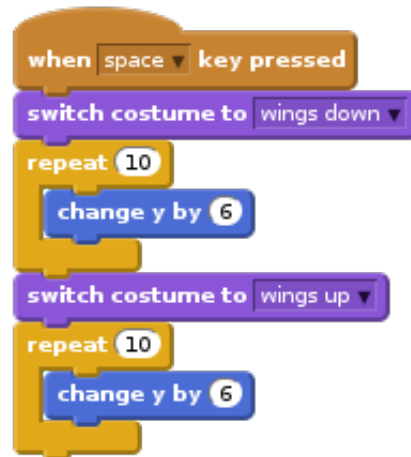 when space key pressed
switch costume to wings down
repeat 10
change y by 6
switch costume to wings up
repeat 10
change y by 6